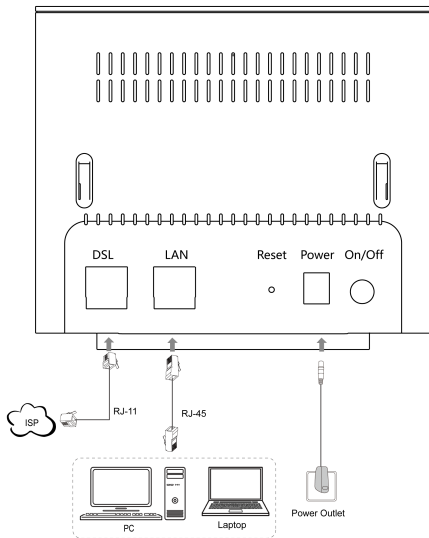 DSL LAN Reset Power On/Off
RJ-11
RJ-45
ISP
PC
Laptop
Power Outlet